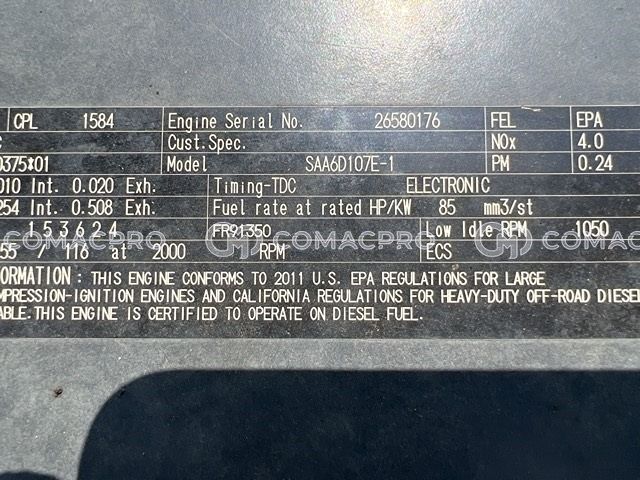 CPL 1584 Engine Serial No. 26580176 FEL EPA
C Cust.Spec. NOx 4.0
0375*01 Model SAA6D107E-1 PM 0.24
010 Int. 0.020 Exh. Timing-TDC ELECTRONIC
254 Int. 0.508 Exh. Fuel rate at rated HP/KW 85 mm3/st
153624 FR91350 Low Idle RPM 1050
COMACPRO COMACPRO
55 / 116 at 2000 RPM ECS
FORMATION : THIS ENGINE CONFORMS TO 2011 U.S. EPA REGULATIONS FOR LARGE
MPRESSION-IGNITION ENGINES AND CALIFORNIA REGULATIONS FOR HEAVY-DUTY OFF-ROAD DIESEL
ABLE. THIS ENGINE IS CERTIFIED TO OPERATE ON DIESEL FUEL.